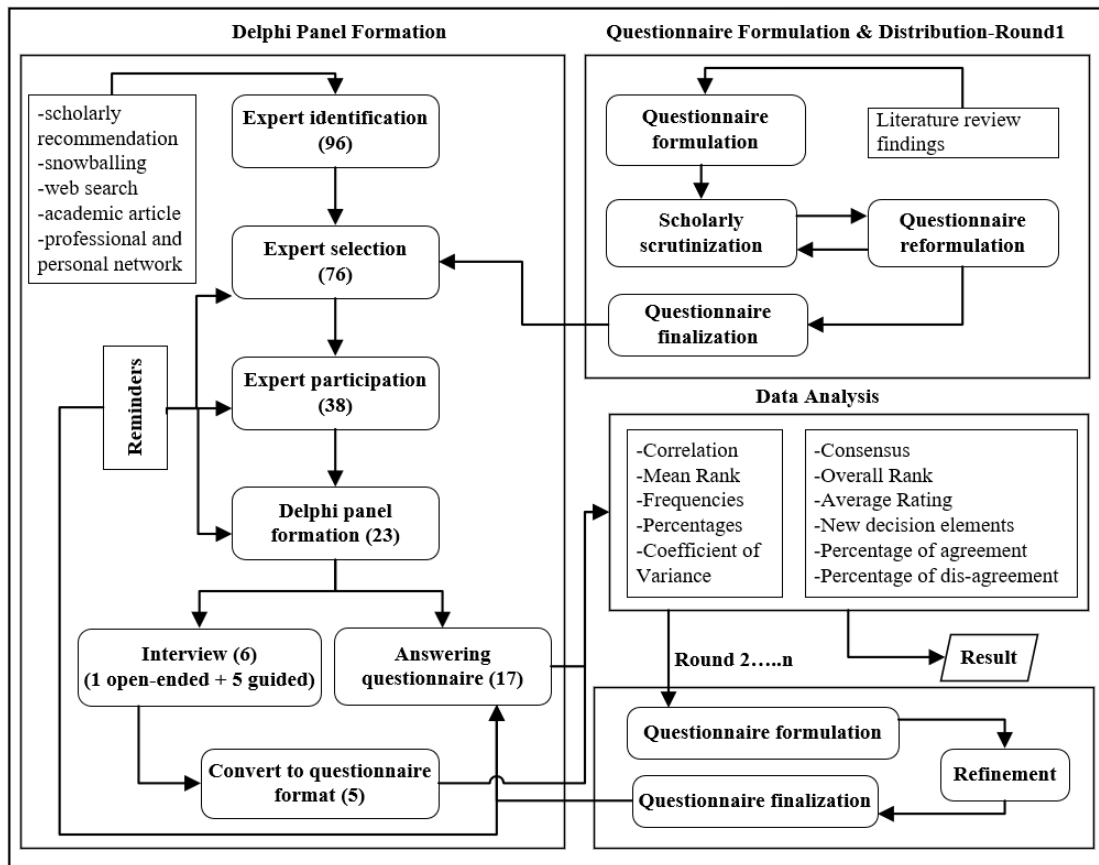 Delphi Panel Formation
-scholarly
recommendation
-snowballing
-web search
-academic article
-professional and
personal network
Expert identification
(96)
Expert selection
(76)
Reminders
Expert participation
(38)
Delphi panel
formation (23)
Interview (6)
(1 open-ended + 5 guided)
Answering
questionnaire (17)
Convert to questionnaire
format (5)
Questionnaire Formulation & Distribution-Round1
Questionnaire
formulation
Literature review
findings
Scholarly
scrutinization
Questionnaire
reformulation
Questionnaire
finalization
Data Analysis
-Correlation
-Mean Rank
-Frequencies
-Percentages
-Coefficient of
Variance
-Consensus
-Overall Rank
-Average Rating
-New decision elements
-Percentage of agreement
-Percentage of dis-agreement
Round 2.....n
Result
Questionnaire formulation
Refinement
Questionnaire finalization